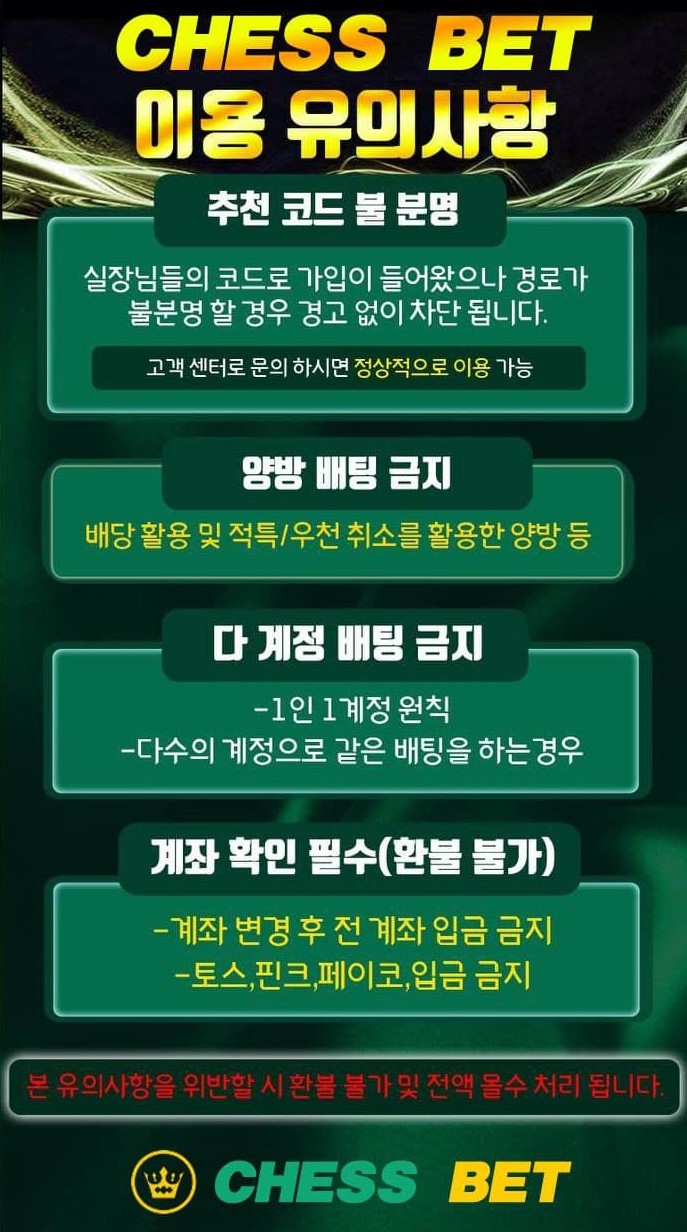 CHESS BET
이용 유의사항
추천 코드 불 분명
실장님들의 코드로 가입이 들어왔으나 경로가
불분명 할 경우 경고 없이 차단 됩니다.
고객 센터로 문의 하시면 정상적으로 이용 가능
양방 배팅 금지
배당 활용 및 적특/우천 취소를 활용한 양방 등
다 계정 배팅 금지
-1인 1계정 원칙
-다수의 계정으로 같은 배팅을 하는경우
계좌 확인 필수(환불 불가)
-계좌 변경 후 전 계좌 입금 금지
-토스,핀크,페이코,입금 금지
본 유의사항을 위반할 시 환불 불가 및 전액 몰수 처리 됩니다.
CHESS BET